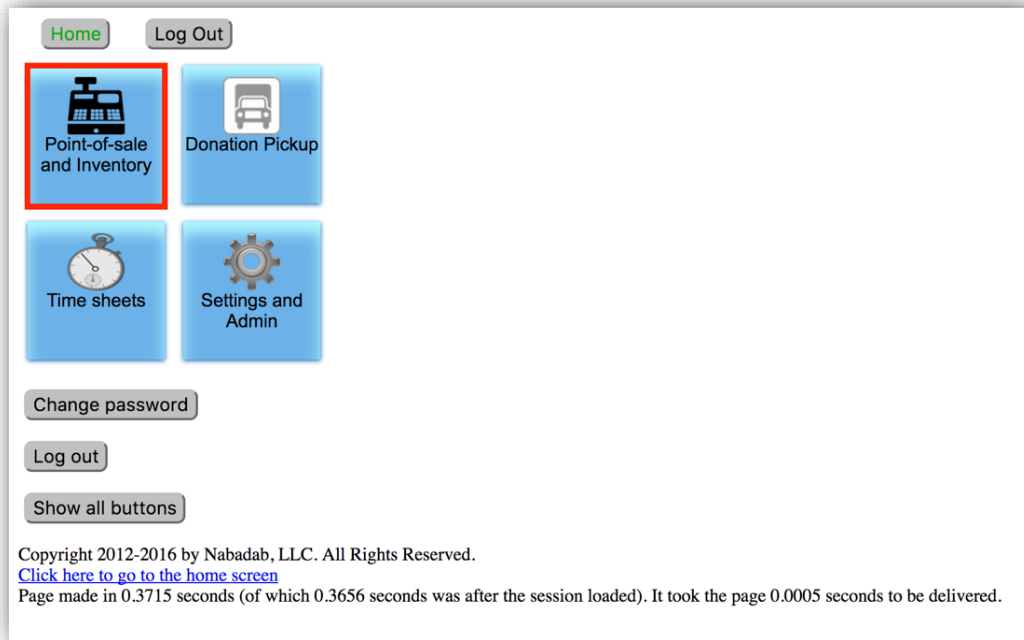 Home
Log Out
Point-of-sale
and Inventory
Donation Pickup
Time sheets
Settings and
Admin
Change password
Log out
Show all buttons
Copyright 2012-2016 by Nabadab, LLC. All Rights Reserved.
Click here to go to the home screen
Page made in 0.3715 seconds (of which 0.3656 seconds was after the session loaded). It took the page 0.0005 seconds to be delivered.